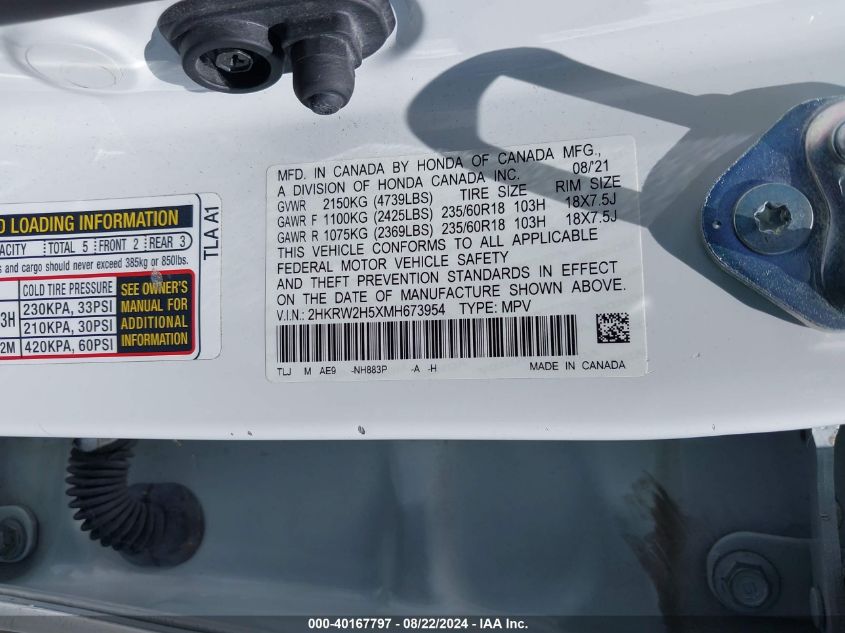 MFD. IN CANADA BY HONDA OF CANADA MFG.,
A DIVISION OF HONDA CANADA INC. 08/'21
GVWR 2150KG (4739LBS) TIRE SIZE RIM SIZE
GAWR F 1100KG (2425LBS) 235/60R18 103H 18X7.5J
GAWR R 1075KG (2369LBS) 235/60R18 103H 18X7.5J
THIS VEHICLE CONFORMS TO ALL APPLICABLE
FEDERAL MOTOR VEHICLE SAFETY
AND THEFT PREVENTION STANDARDS IN EFFECT
ON THE DATE OF MANUFACTURE SHOWN ABOVE.
V.I.N.: 2HKRW2H5XMH673954 TYPE: MPV
TLJ M AE9 -NH883P -A -H MADE IN CANADA
LOADING INFORMATION
TOTAL 5 FRONT 2 REAR 3
and cargo should never exceed 385kg or 850lbs.
COLD TIRE PRESSURE
230KPA, 33PSI
210KPA, 30PSI
420KPA, 60PSI
SEE OWNER'S
MANUAL FOR
ADDITIONAL
INFORMATION
TLA A1
000-40167797 - 08/22/2024 - IAA Inc.